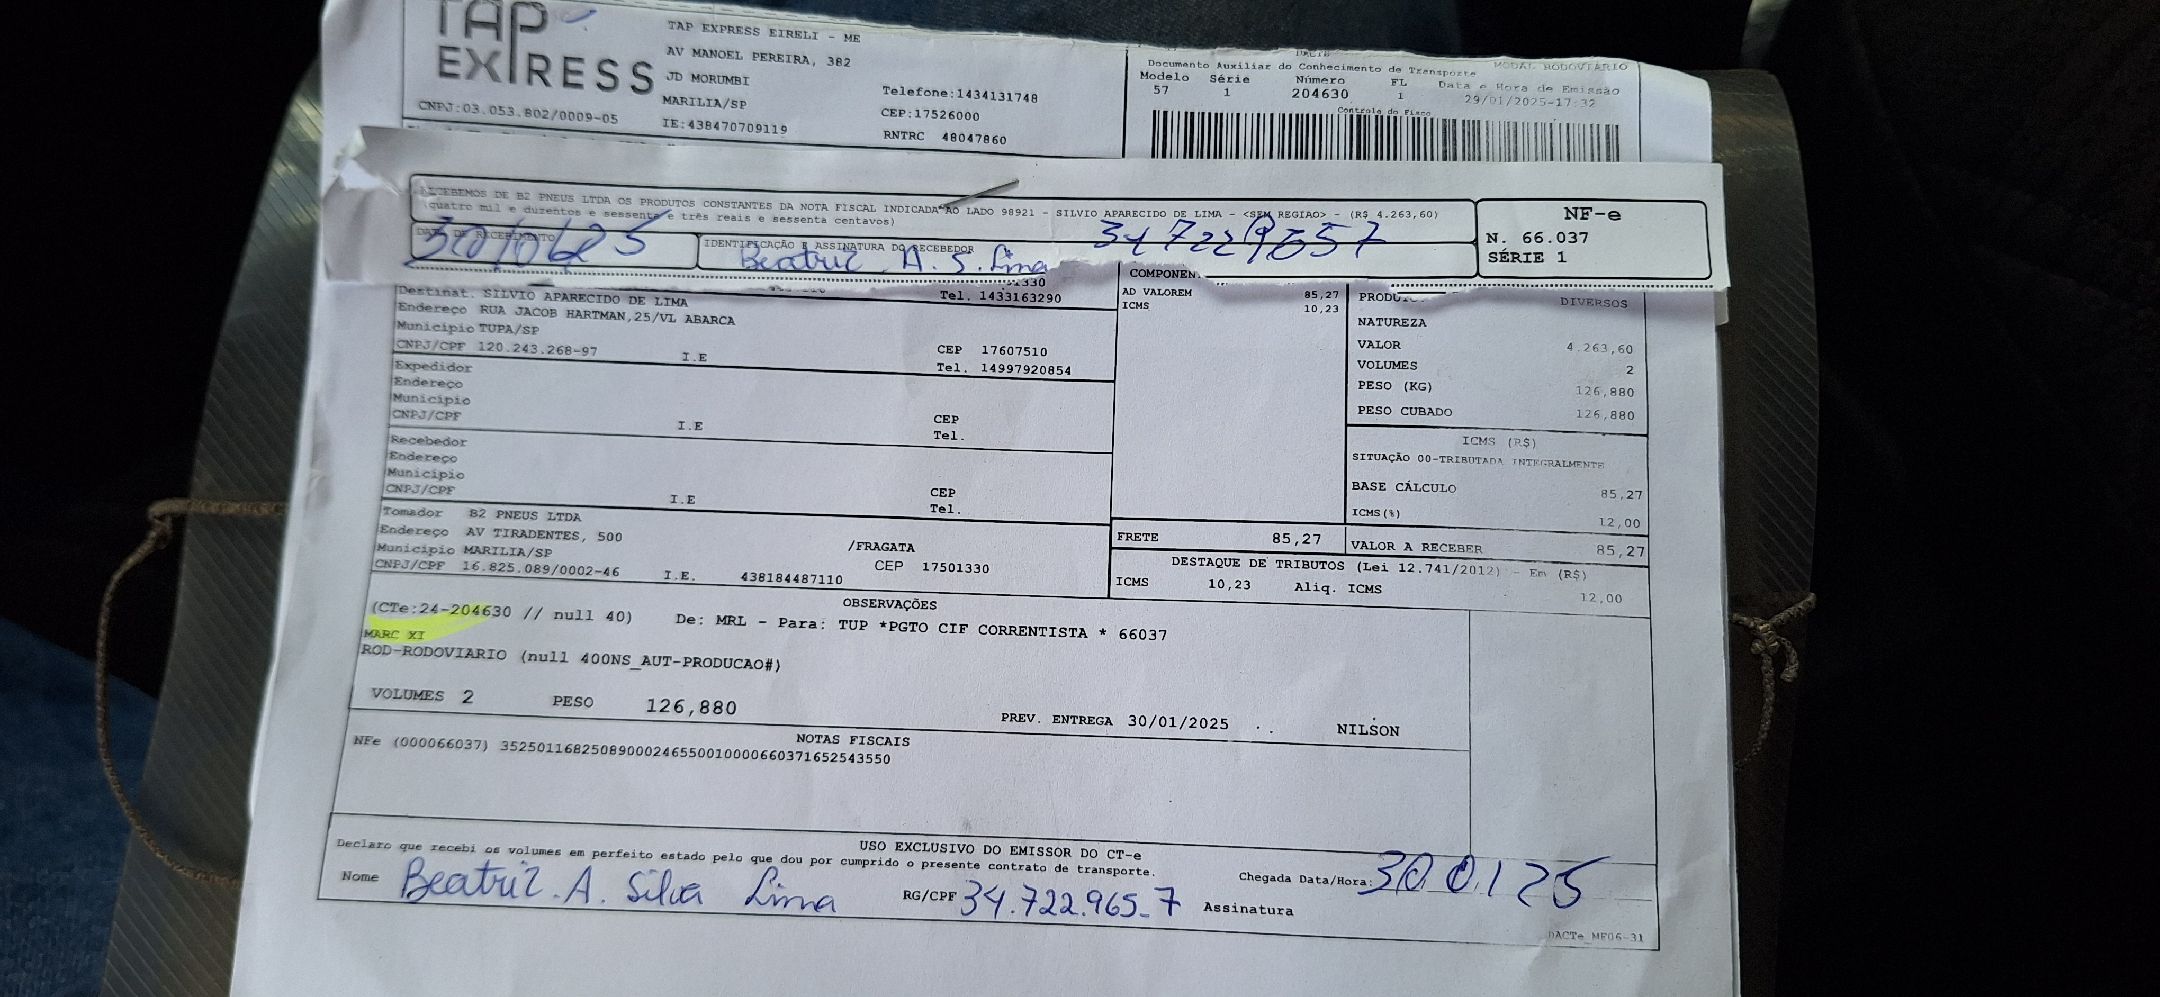 TAP EXPRESS
TAP EXPRESS EIRELI - ME
AV MANOEL PEREIRA, 382
JD MORUMBI
MARILIA/SP
CNPJ:03.053.802/0009-05
IE:438470709119
Telefone:1434131748
CEP:17526000
RNTRC 48047860
DACTE
Documento Auxiliar do Conhecimento de Transporte
MODAL RODOVIÁRIO
Modelo Série Número FL Data e Hora de Emissão
57 1 204630 1 29/01/2025-17:32
Controle do Fisco
RECEBEMOS DE B2 PNEUS LTDA OS PRODUTOS CONSTANTES DA NOTA FISCAL INDICADA AO LADO 98921 - SILVIO APARECIDO DE LIMA - <SEM REGIAO> - (R$ 4.263,60)
(quatro mil e duzentos e sessenta e três reais e sessenta centavos)
DATA DE RECEBIMENTO
IDENTIFICAÇÃO E ASSINATURA DO RECEBEDOR
Beatriz A. S. Lima
347229657
NF-e
N. 66.037
SÉRIE 1
Tel. 1433163290
Destinat. SILVIO APARECIDO DE LIMA
Endereço RUA JACOB HARTMAN,25/VL ABARCA
Município TUPA/SP
CNPJ/CPF 120.243.268-97 I.E
CEP 17607510
Tel. 14997920854
Expedidor
Endereço
Município
CNPJ/CPF I.E
CEP
Tel.
Recebedor
Endereço
Município
CNPJ/CPF I.E
CEP
Tel.
Tomador B2 PNEUS LTDA
Endereço AV TIRADENTES, 500 /FRAGATA
Município MARILIA/SP CEP 17501330
CNPJ/CPF 16.825.089/0002-46 I.E. 438184487110
AD VALOREM 85,27
ICMS 10,23
FRETE 85,27
DIVERSOS
NATUREZA
VALOR 4.263,60
VOLUMES 2
PESO (KG) 126,880
PESO CUBADO 126,880
ICMS (R$)
SITUAÇÃO 00-TRIBUTADA INTEGRALMENTE
BASE CÁLCULO 85,27
ICMS(%) 12,00
VALOR A RECEBER 85,27
DESTAQUE DE TRIBUTOS (Lei 12.741/2012) - Em (R$)
ICMS 10,23 Aliq. ICMS 12,00
OBSERVAÇÕES
(CTe:24-204630 // null 40) De: MRL - Para: TUP *PGTO CIF CORRENTISTA * 66037
MARC XI
ROD-RODOVIARIO (null 400NS_AUT-PRODUCAO#)
VOLUMES 2 PESO 126,880 PREV. ENTREGA 30/01/2025 . . NILSON
NOTAS FISCAIS
NFe (000066037) 35250116825089000246550010000660371652543550
USO EXCLUSIVO DO EMISSOR DO CT-e
Declaro que recebi os volumes em perfeito estado pelo que dou por cumprido o presente contrato de transporte.
Nome Beatriz. A. Silva Lima RG/CPF 34.722.965-7 Assinatura
Chegada Data/Hora: 30.01 25
DACTe_MF06-31